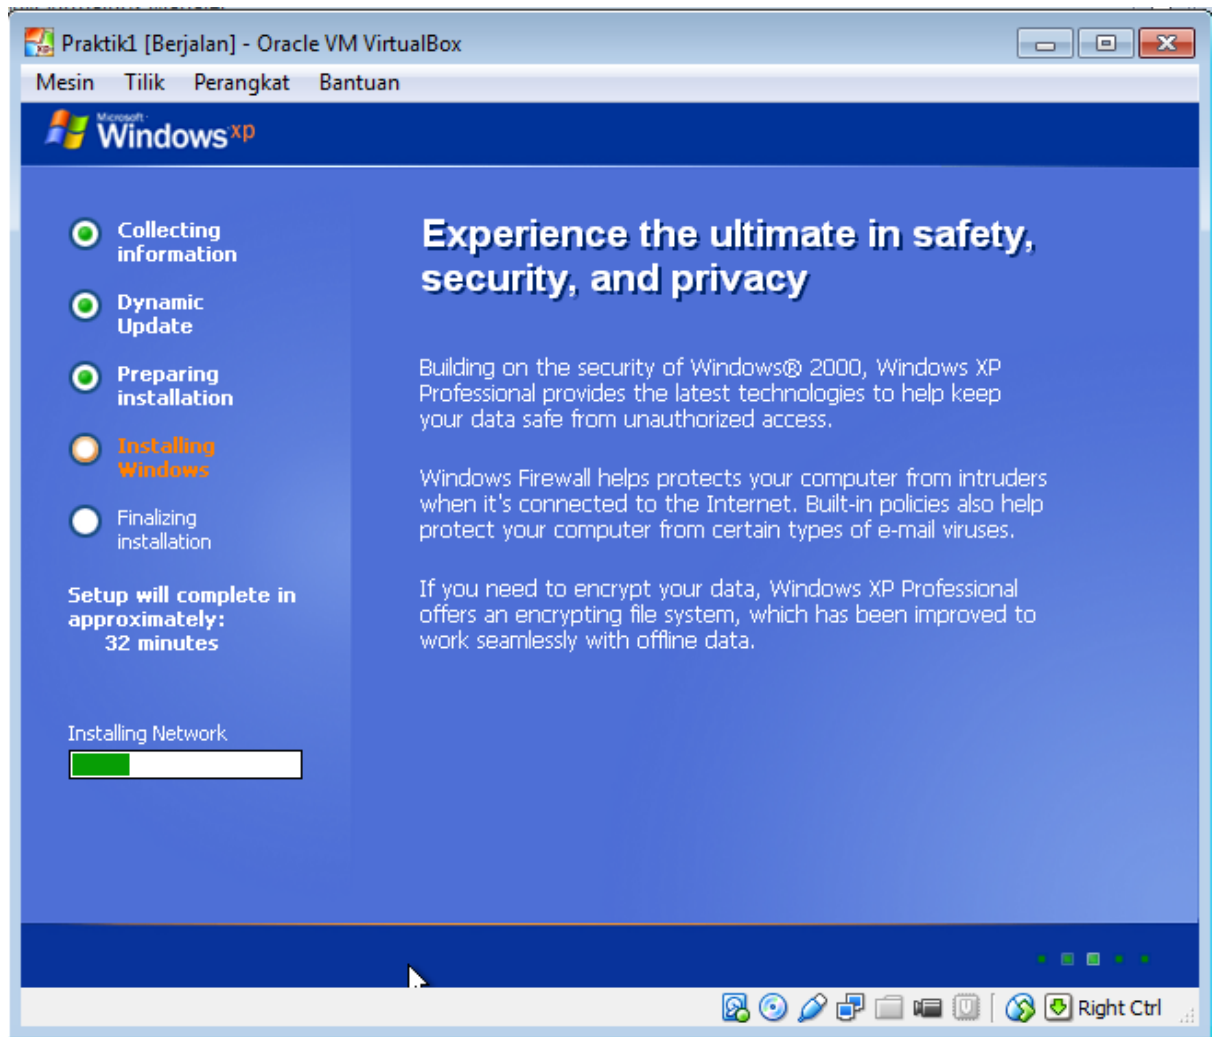 Praktik1 [Berjalan] - Oracle VM VirtualBox
Mesin Tilik Perangkat Bantuan
Microsoft
Windows xp
Collecting
information
Dynamic
Update
Preparing
installation
Installing
Windows
Finalizing
installation
Setup will complete in
approximately:
32 minutes
Installing Network
Experience the ultimate in safety,
security, and privacy
Building on the security of Windows® 2000, Windows XP
Professional provides the latest technologies to help keep
your data safe from unauthorized access.
Windows Firewall helps protects your computer from intruders
when it's connected to the Internet. Built-in policies also help
protect your computer from certain types of e-mail viruses.
If you need to encrypt your data, Windows XP Professional
offers an encrypting file system, which has been improved to
work seamlessly with offline data.
Right Ctrl